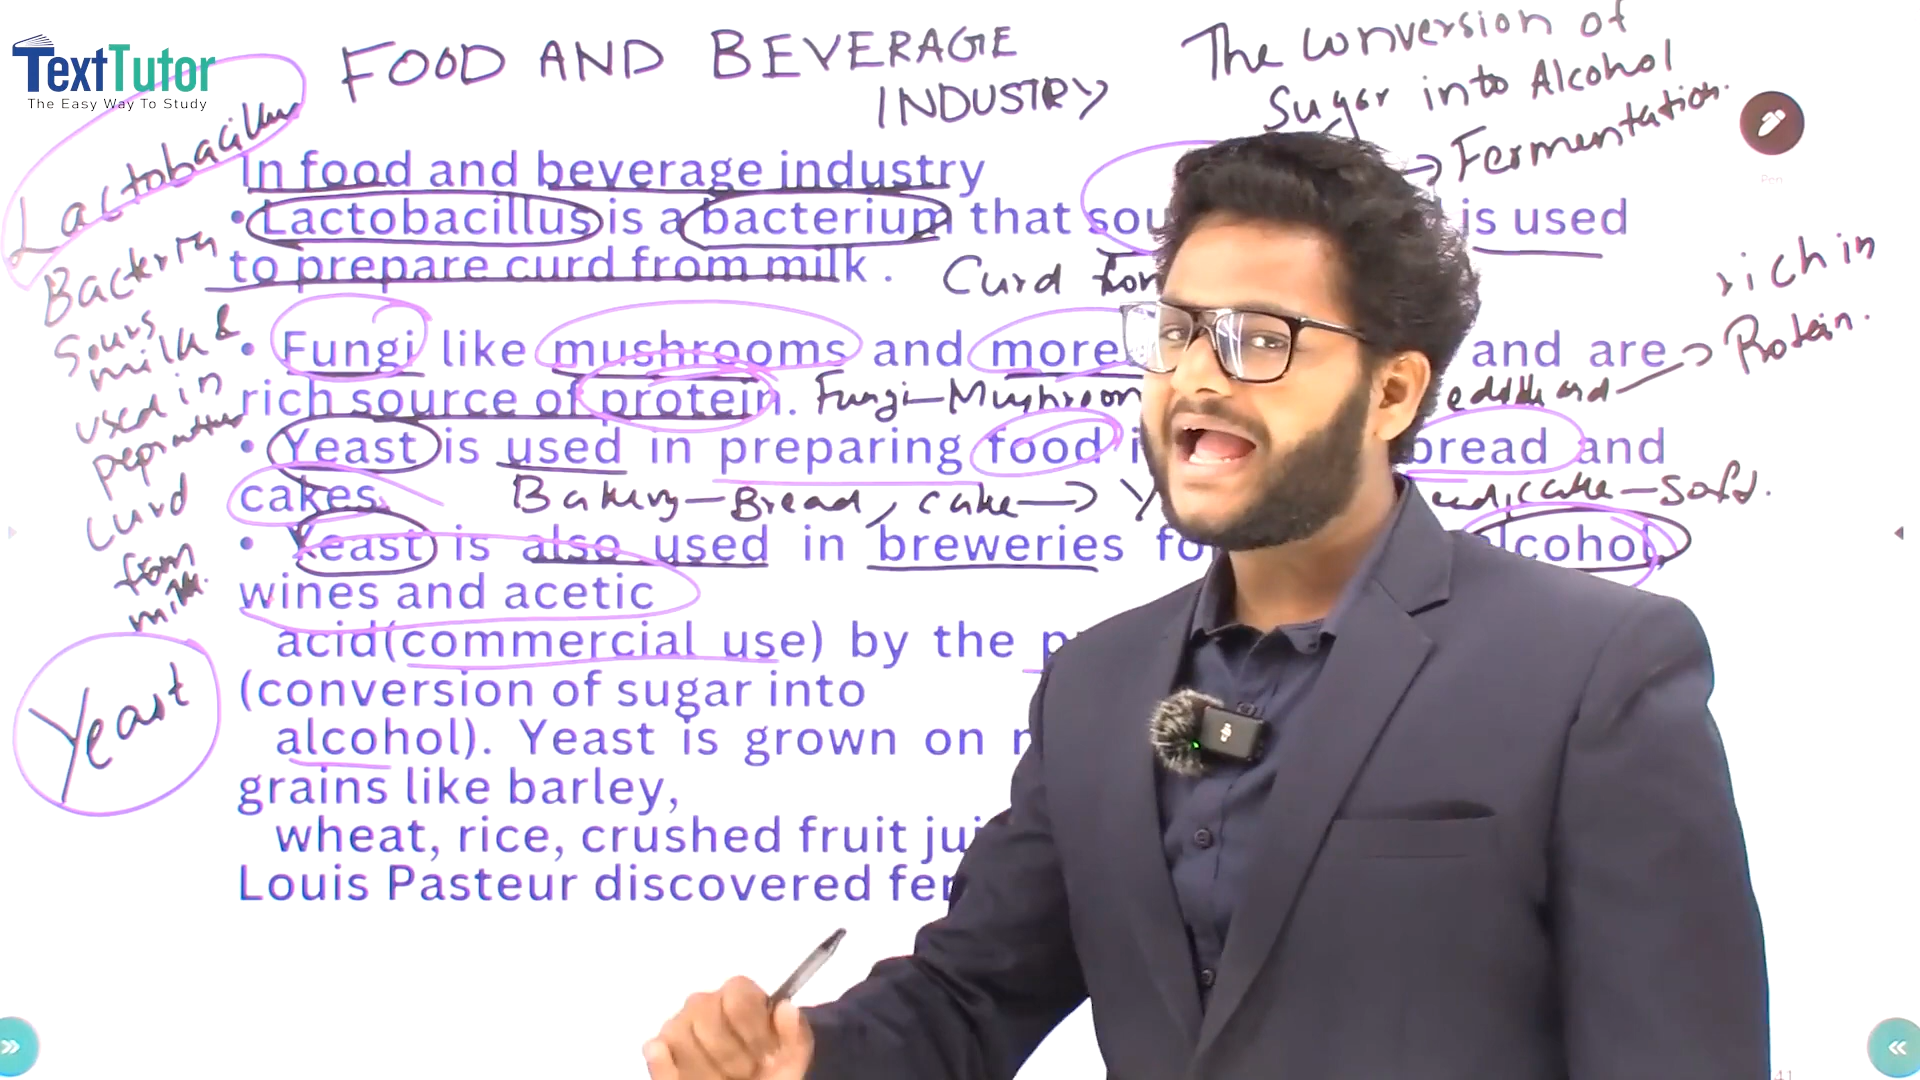 TextTutor
The Easy Way To Study
FOOD AND BEVERAGE
INDUSTRY
The conversion of
Sugar into Alcohol
→ Fermentation.
Pen
Lactobacillus
Bacteria
Sours
milk &
used in
curd
from
milk.
Yeast
In food and beverage industry
• Lactobacillus is a bacterium that sou is used
to prepare curd from milk .
Curd
• Fungi like mushrooms and more and are
rich source of protein.
Fungi - Mushroom
→ rich in
Protein.
• Yeast is used in preparing food bread and
cakes.
Bakery - Bread, cake → cake - soft.
• Yeast is also used in breweries fo lcohol,
wines and acetic
acid(commercial use) by the p
(conversion of sugar into
alcohol). Yeast is grown on
grains like barley,
wheat, rice, crushed fruit jui
Louis Pasteur discovered fer
41